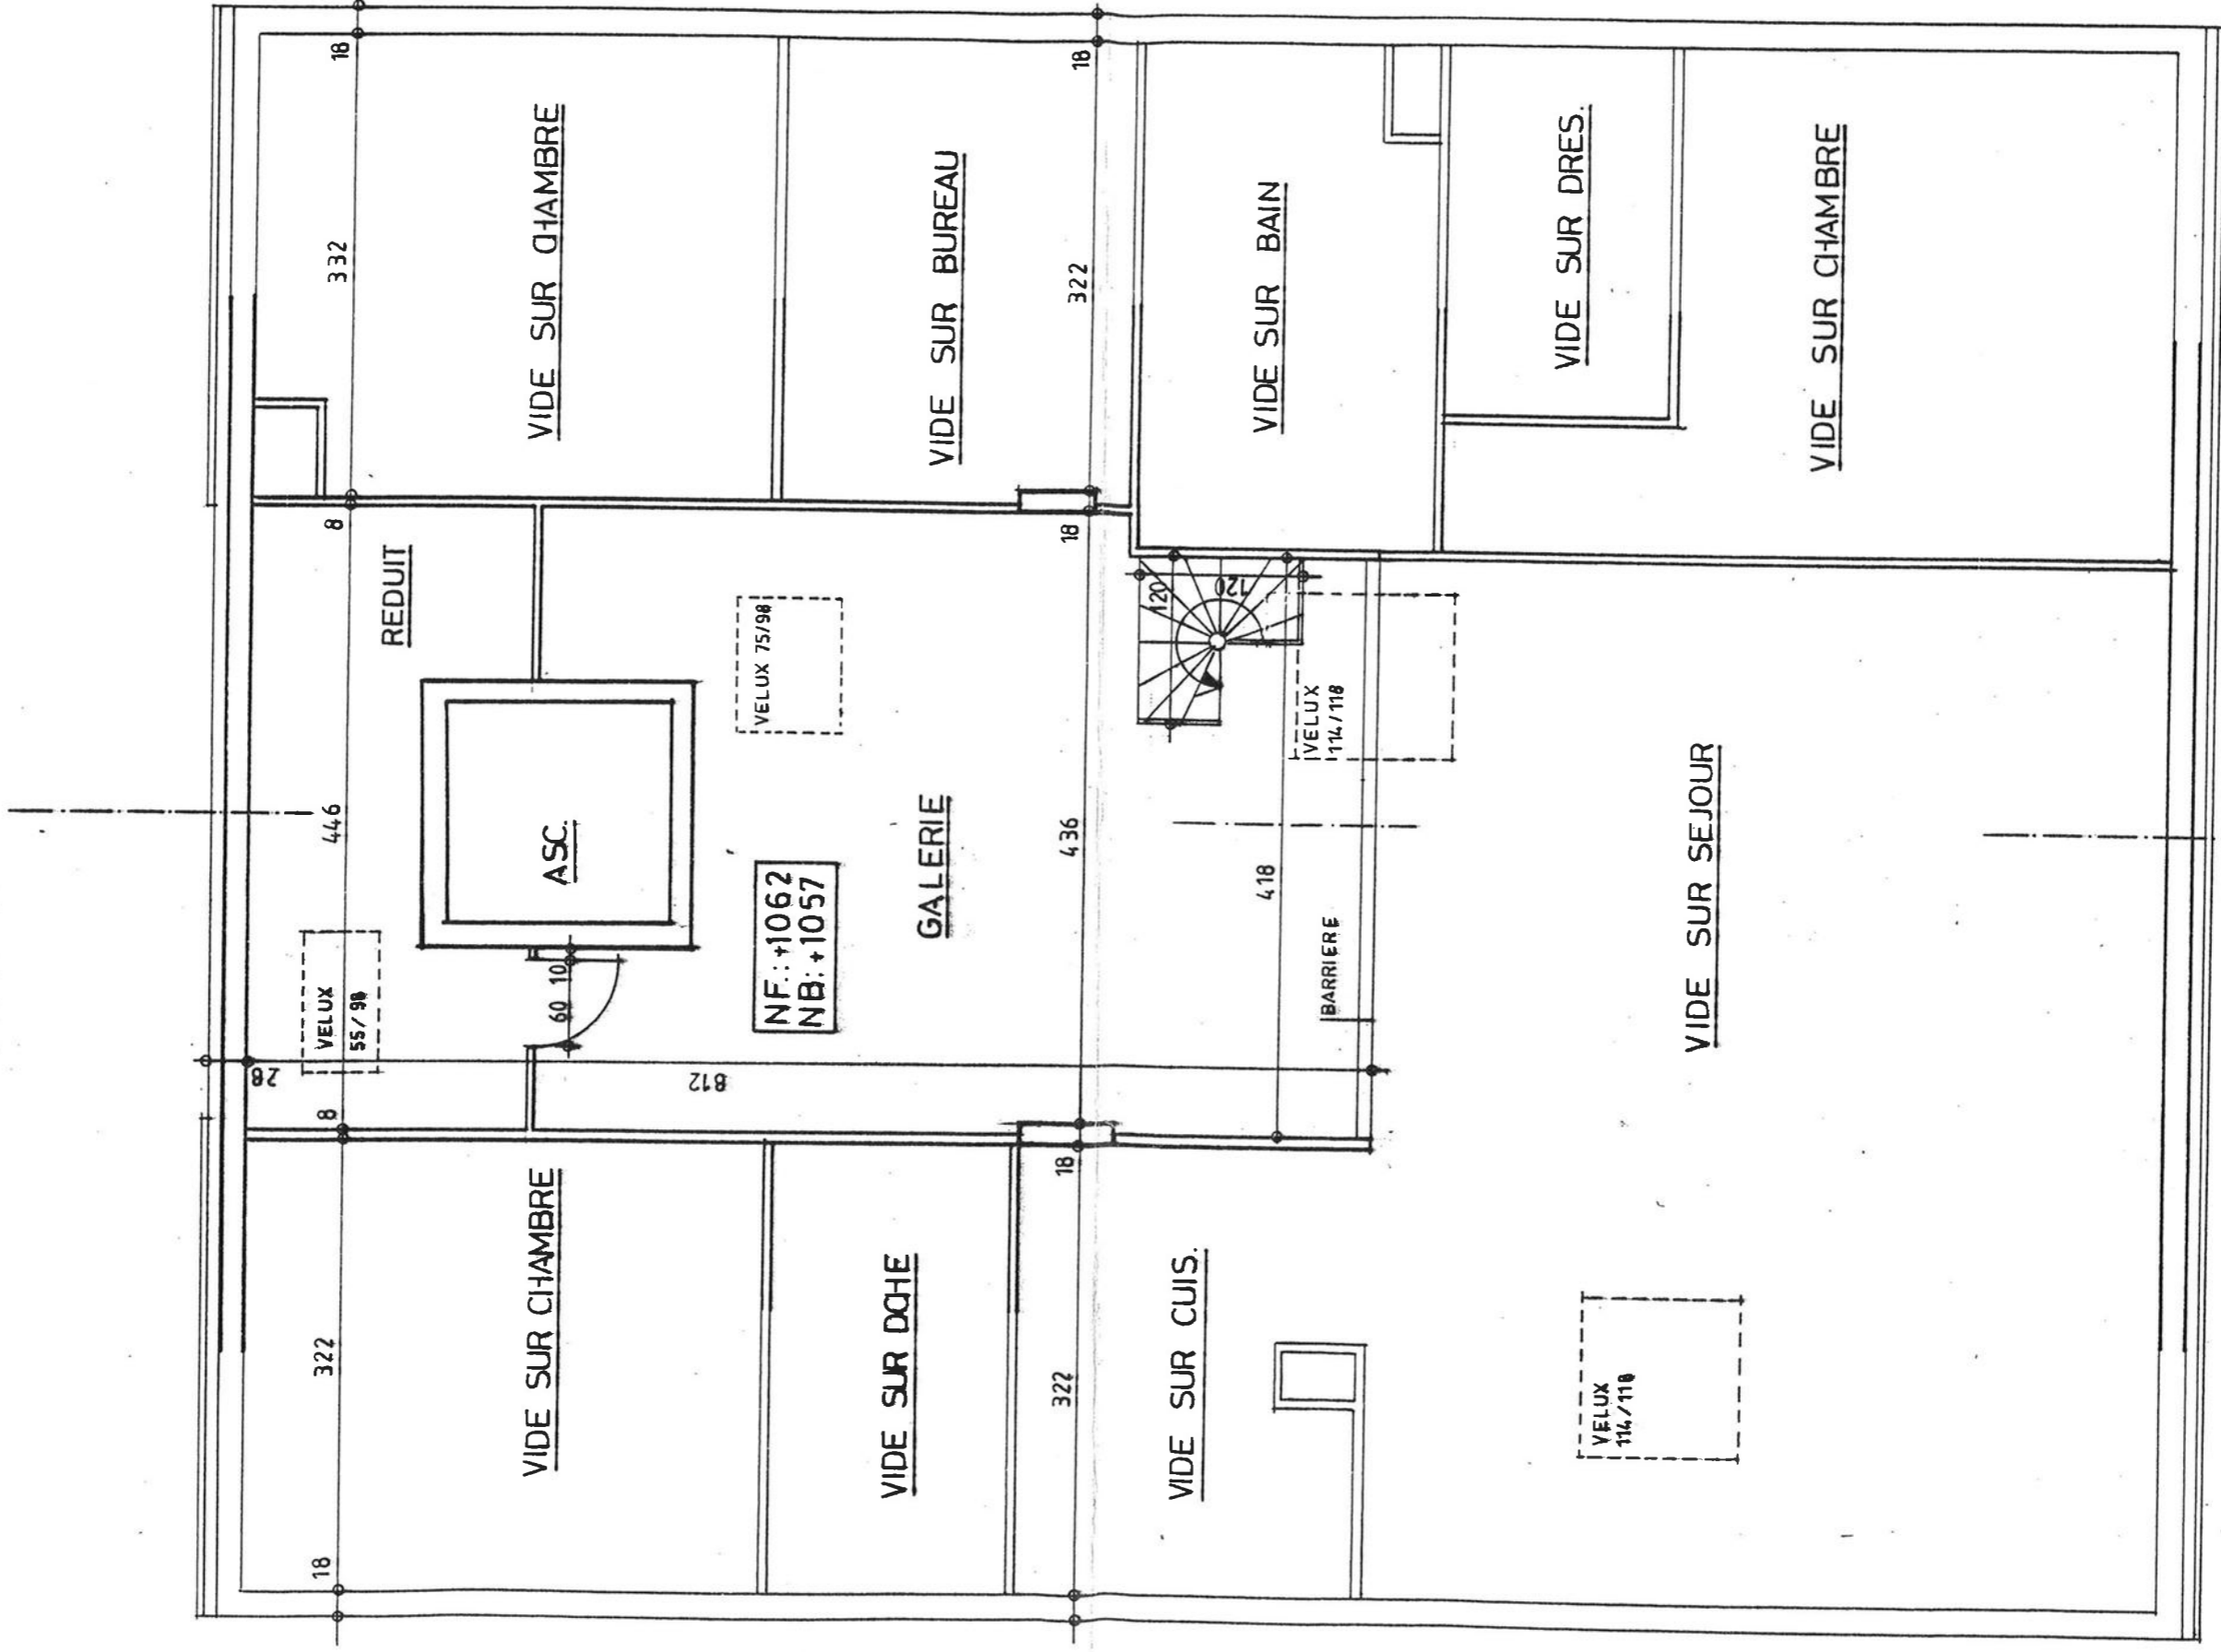 18
322
8
446
8
332
18
VELUX
55/98
28
REDUIT
VIDE SUR CHAMBRE
60 10
ASC.
VIDE SUR CHAMBRE
812
VELUX 75/98
NF.:+1062
NB:+1057
VIDE SUR DCHE
GALERIE
VIDE SUR BUREAU
18
322
18
436
18
322
120
120
VIDE SUR CUIS.
418
VIDE SUR BAIN
BARRIERE
VELUX
114/118
VIDE SUR DRES.
VELUX
114/118
VIDE SUR SEJOUR
VIDE SUR CHAMBRE